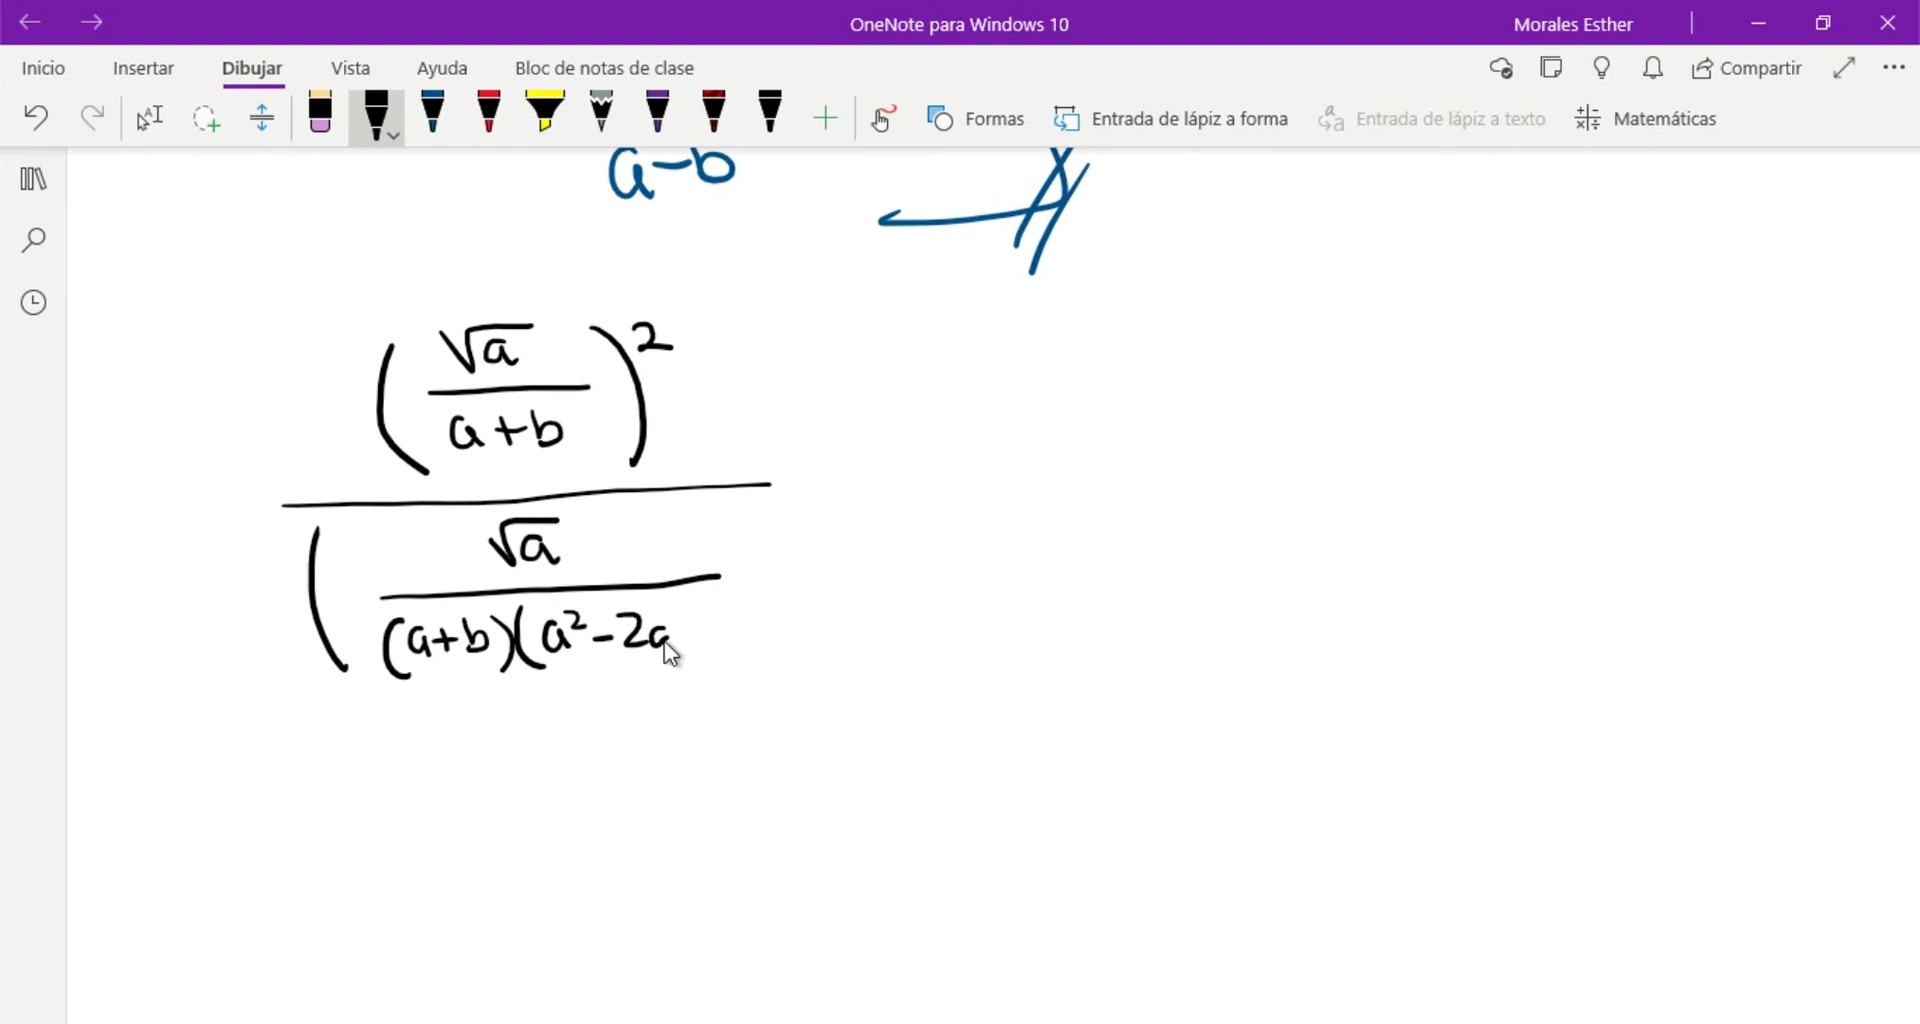 OneNote para Windows 10
Morales Esther
Inicio Insertar Dibujar Vista Ayuda Bloc de notas de clase
Compartir
Formas Entrada de lápiz a forma Entrada de lápiz a texto Matemáticas
a-b
(√a
a+b)²
(√a
(a+b)(a²-2a